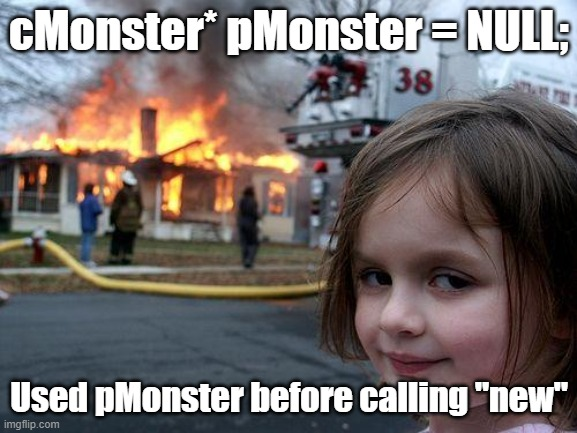 cMonster* pMonster = NULL;
38
Used pMonster before calling "new"
imgflip.com